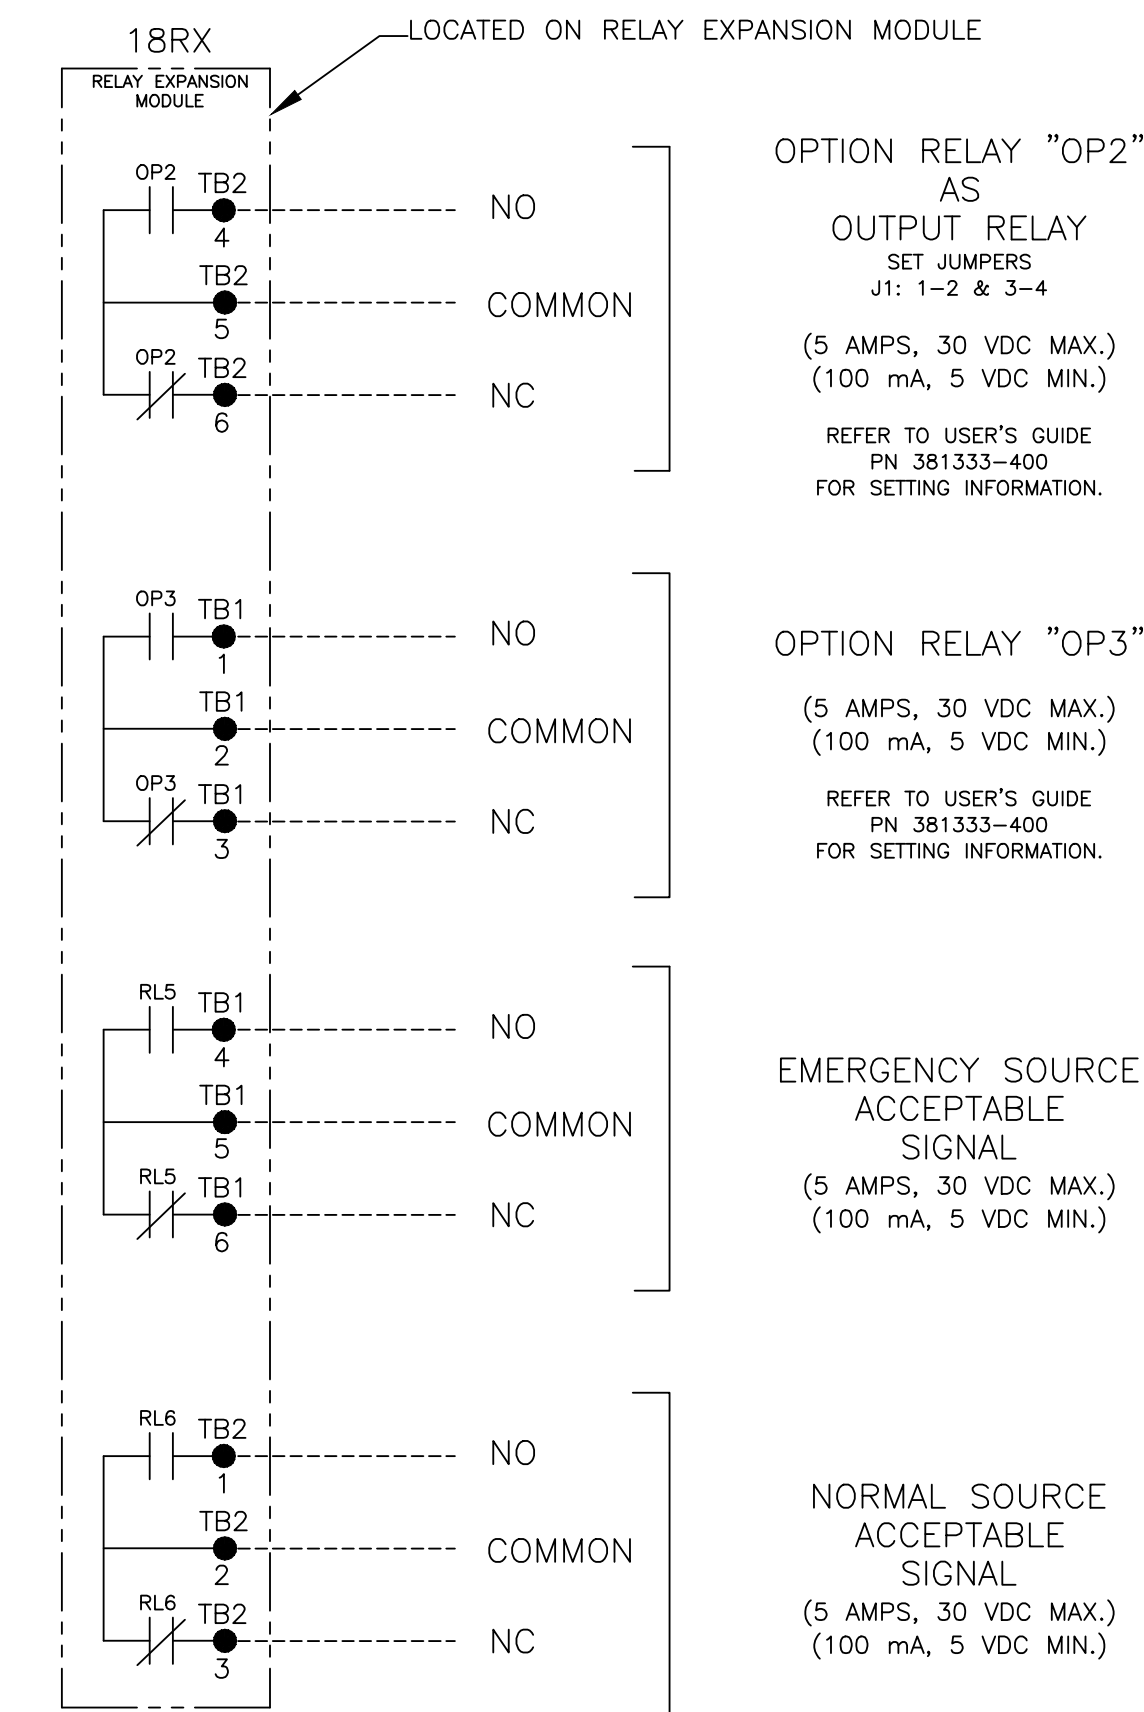 18RX
LOCATED ON RELAY EXPANSION MODULE
RELAY EXPANSION
MODULE
OP2 TB2
4
NO
TB2
5
COMMON
OP2 TB2
6
NC
OPTION RELAY "OP2"
AS
OUTPUT RELAY
SET JUMPERS
J1: 1-2 & 3-4
(5 AMPS, 30 VDC MAX.)
(100 mA, 5 VDC MIN.)
REFER TO USER'S GUIDE
PN 381333-400
FOR SETTING INFORMATION.
OP3 TB1
1
NO
TB1
2
COMMON
OP3 TB1
3
NC
OPTION RELAY "OP3"
(5 AMPS, 30 VDC MAX.)
(100 mA, 5 VDC MIN.)
REFER TO USER'S GUIDE
PN 381333-400
FOR SETTING INFORMATION.
RL5 TB1
4
NO
TB1
5
COMMON
RL5 TB1
6
NC
EMERGENCY SOURCE
ACCEPTABLE
SIGNAL
(5 AMPS, 30 VDC MAX.)
(100 mA, 5 VDC MIN.)
RL6 TB2
1
NO
TB2
2
COMMON
RL6 TB2
3
NC
NORMAL SOURCE
ACCEPTABLE
SIGNAL
(5 AMPS, 30 VDC MAX.)
(100 mA, 5 VDC MIN.)